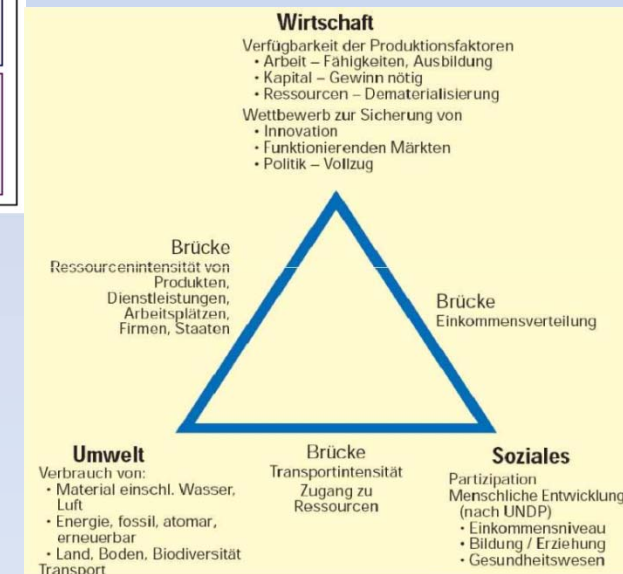 Wirtschaft
Verfügbarkeit der Produktionsfaktoren
• Arbeit – Fähigkeiten, Ausbildung
• Kapital – Gewinn nötig
• Ressourcen – Dematerialisierung
Wettbewerb zur Sicherung von
• Innovation
• Funktionierenden Märkten
• Politik – Vollzug
Brücke
Ressourcenintensität von
Produkten,
Dienstleistungen,
Arbeitsplätzen,
Firmen, Staaten
Brücke
Einkommensverteilung
Umwelt
Verbrauch von:
• Material einschl. Wasser,
Luft
• Energie, fossil, atomar,
erneuerbar
• Land, Boden, Biodiversität
Transport
Brücke
Transportintensität
Zugang zu
Ressourcen
Soziales
Partizipation
Menschliche Entwicklung
(nach UNDP)
• Einkommensniveau
• Bildung / Erziehung
• Gesundheitswesen